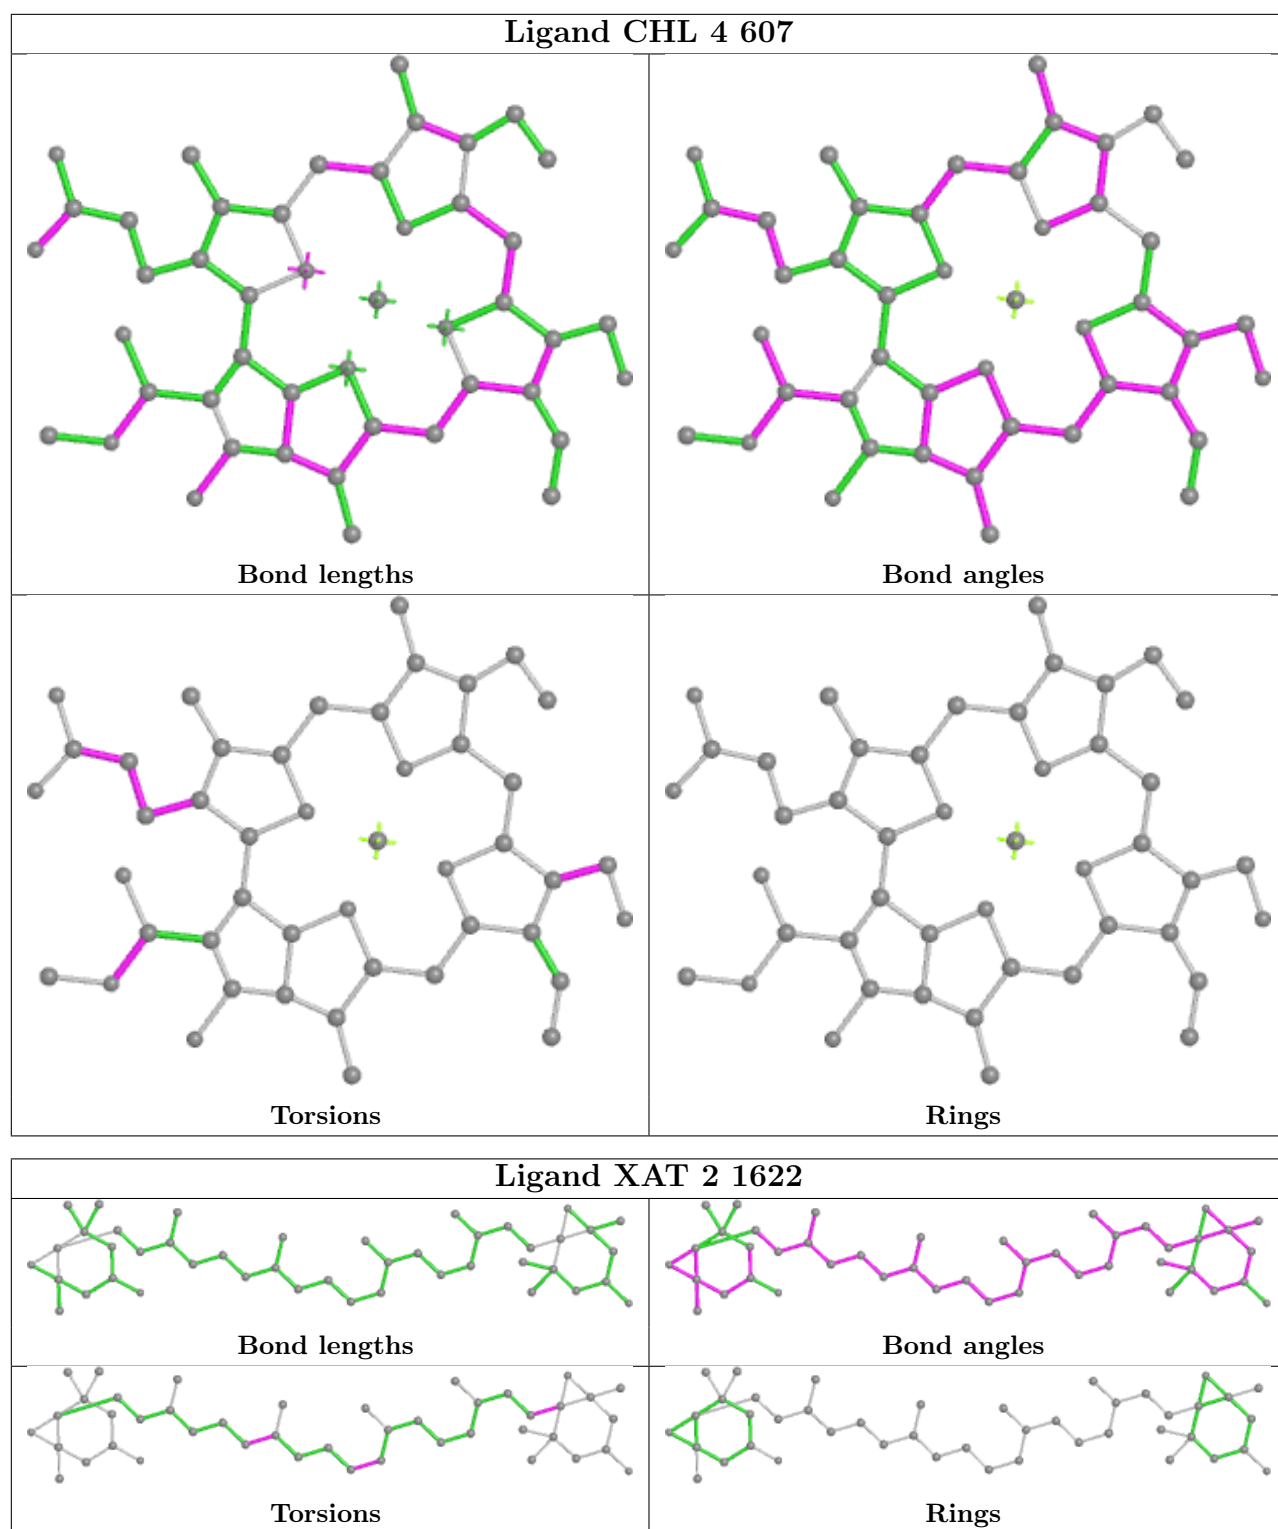 Ligand CHL 4 607
Bond lengths
Bond angles
Torsions
Rings
Ligand XAT 2 1622
Bond lengths
Bond angles
Torsions
Rings